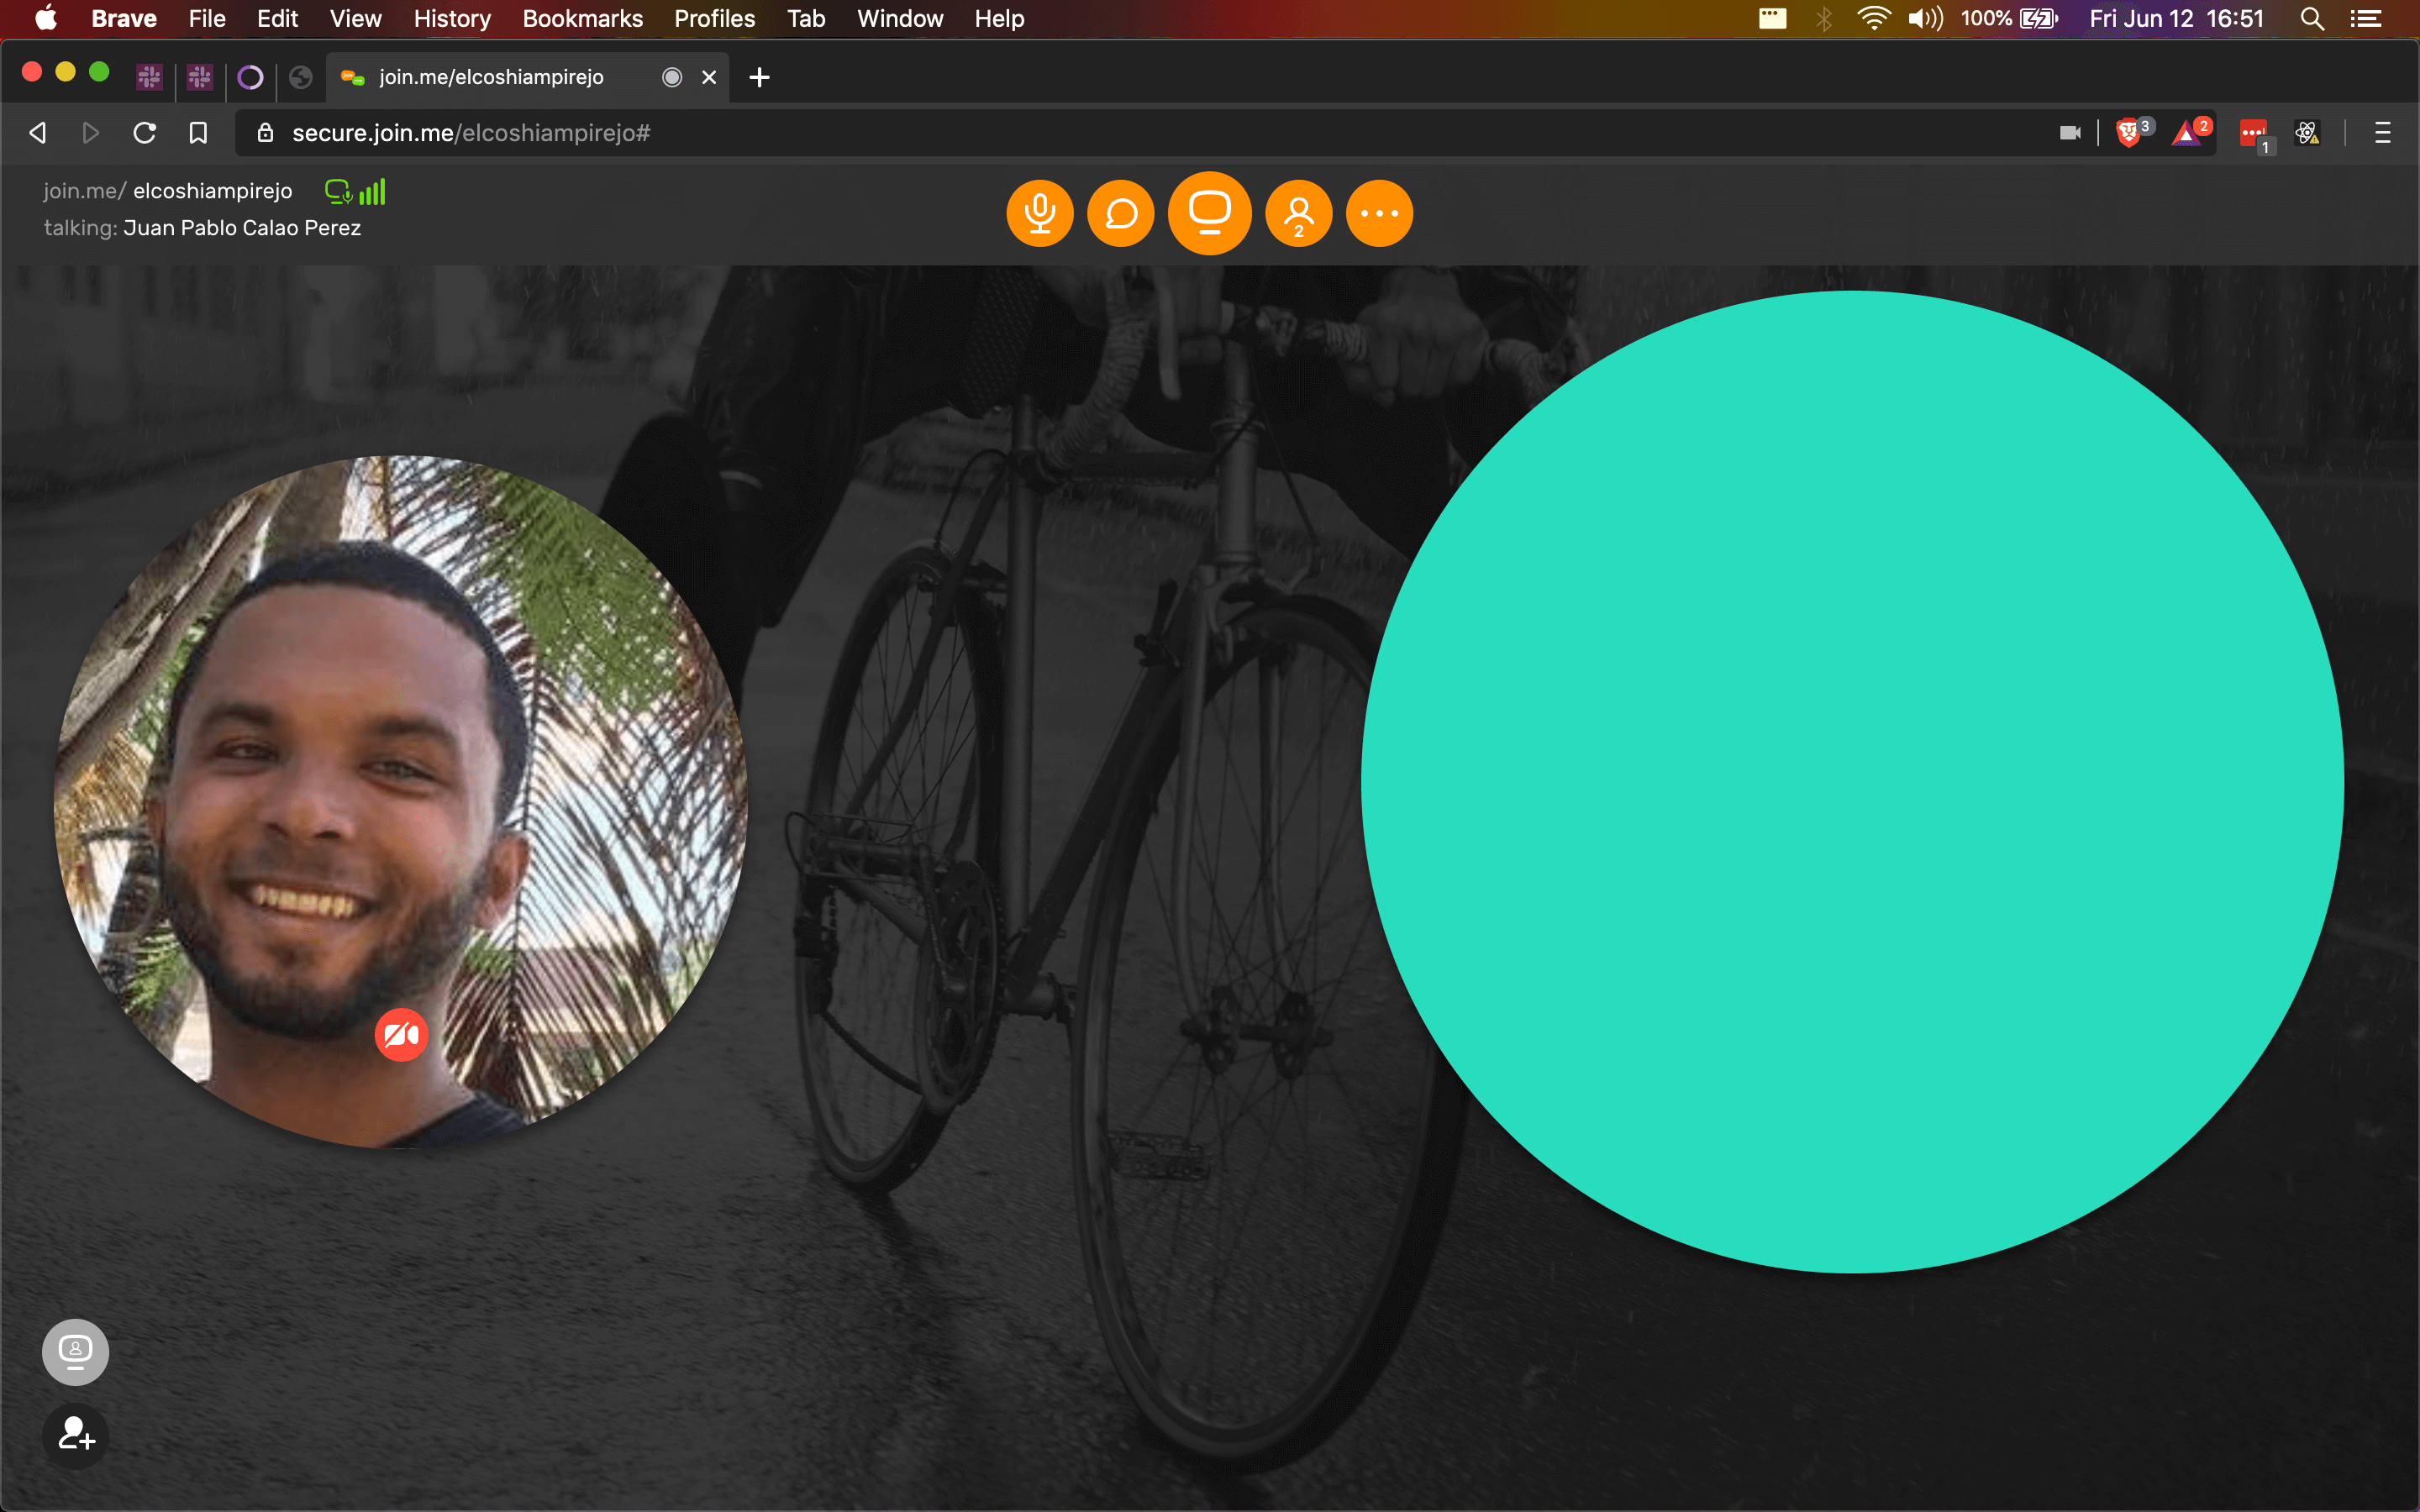 Brave File Edit View History Bookmarks Profiles Tab Window Help 100% Fri Jun 12 16:51
join.me/elcoshiampirejo
secure.join.me/elcoshiampirejo# 3 2 1
join.me/ elcoshiampirejo
talking: Juan Pablo Calao Perez
2